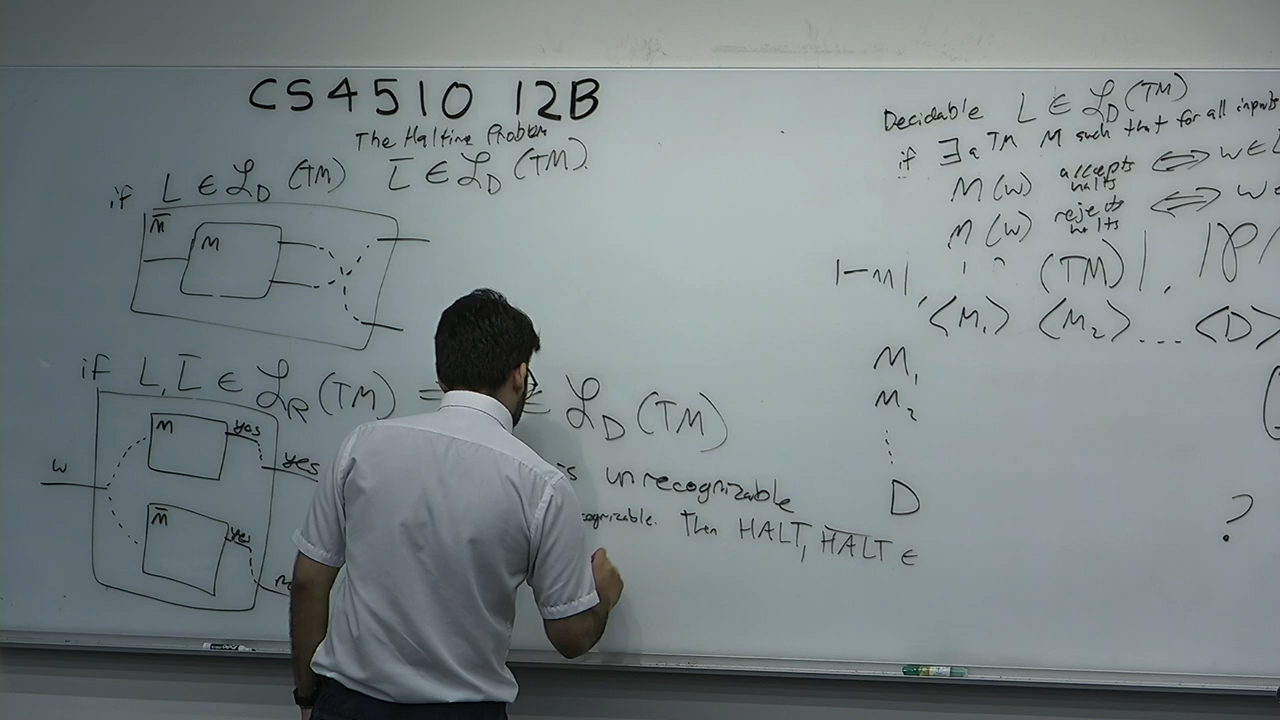 CS4510 12B
The Halting Problem
if L ∈ ℒ_D (TM) L̅ ∈ ℒ_D (TM).
M̅
M
if L, L̅ ∈ ℒ_R (TM) ℒ_D (TM)
w
M yes
yes
M̅ yes
unrecognizable
Then HALT, H̅A̅L̅T̅ ∈
Decidable L ∈ ℒ_D (TM)
if ∃ a TM M such that for all inputs
M(w) accepts halts ⟺ w ∈
M(w) rejects halts ⟺ w
(TM)|.
⟨M₁⟩ ⟨M₂⟩ ... ⟨D⟩
M₁
M₂
⋮
D
?